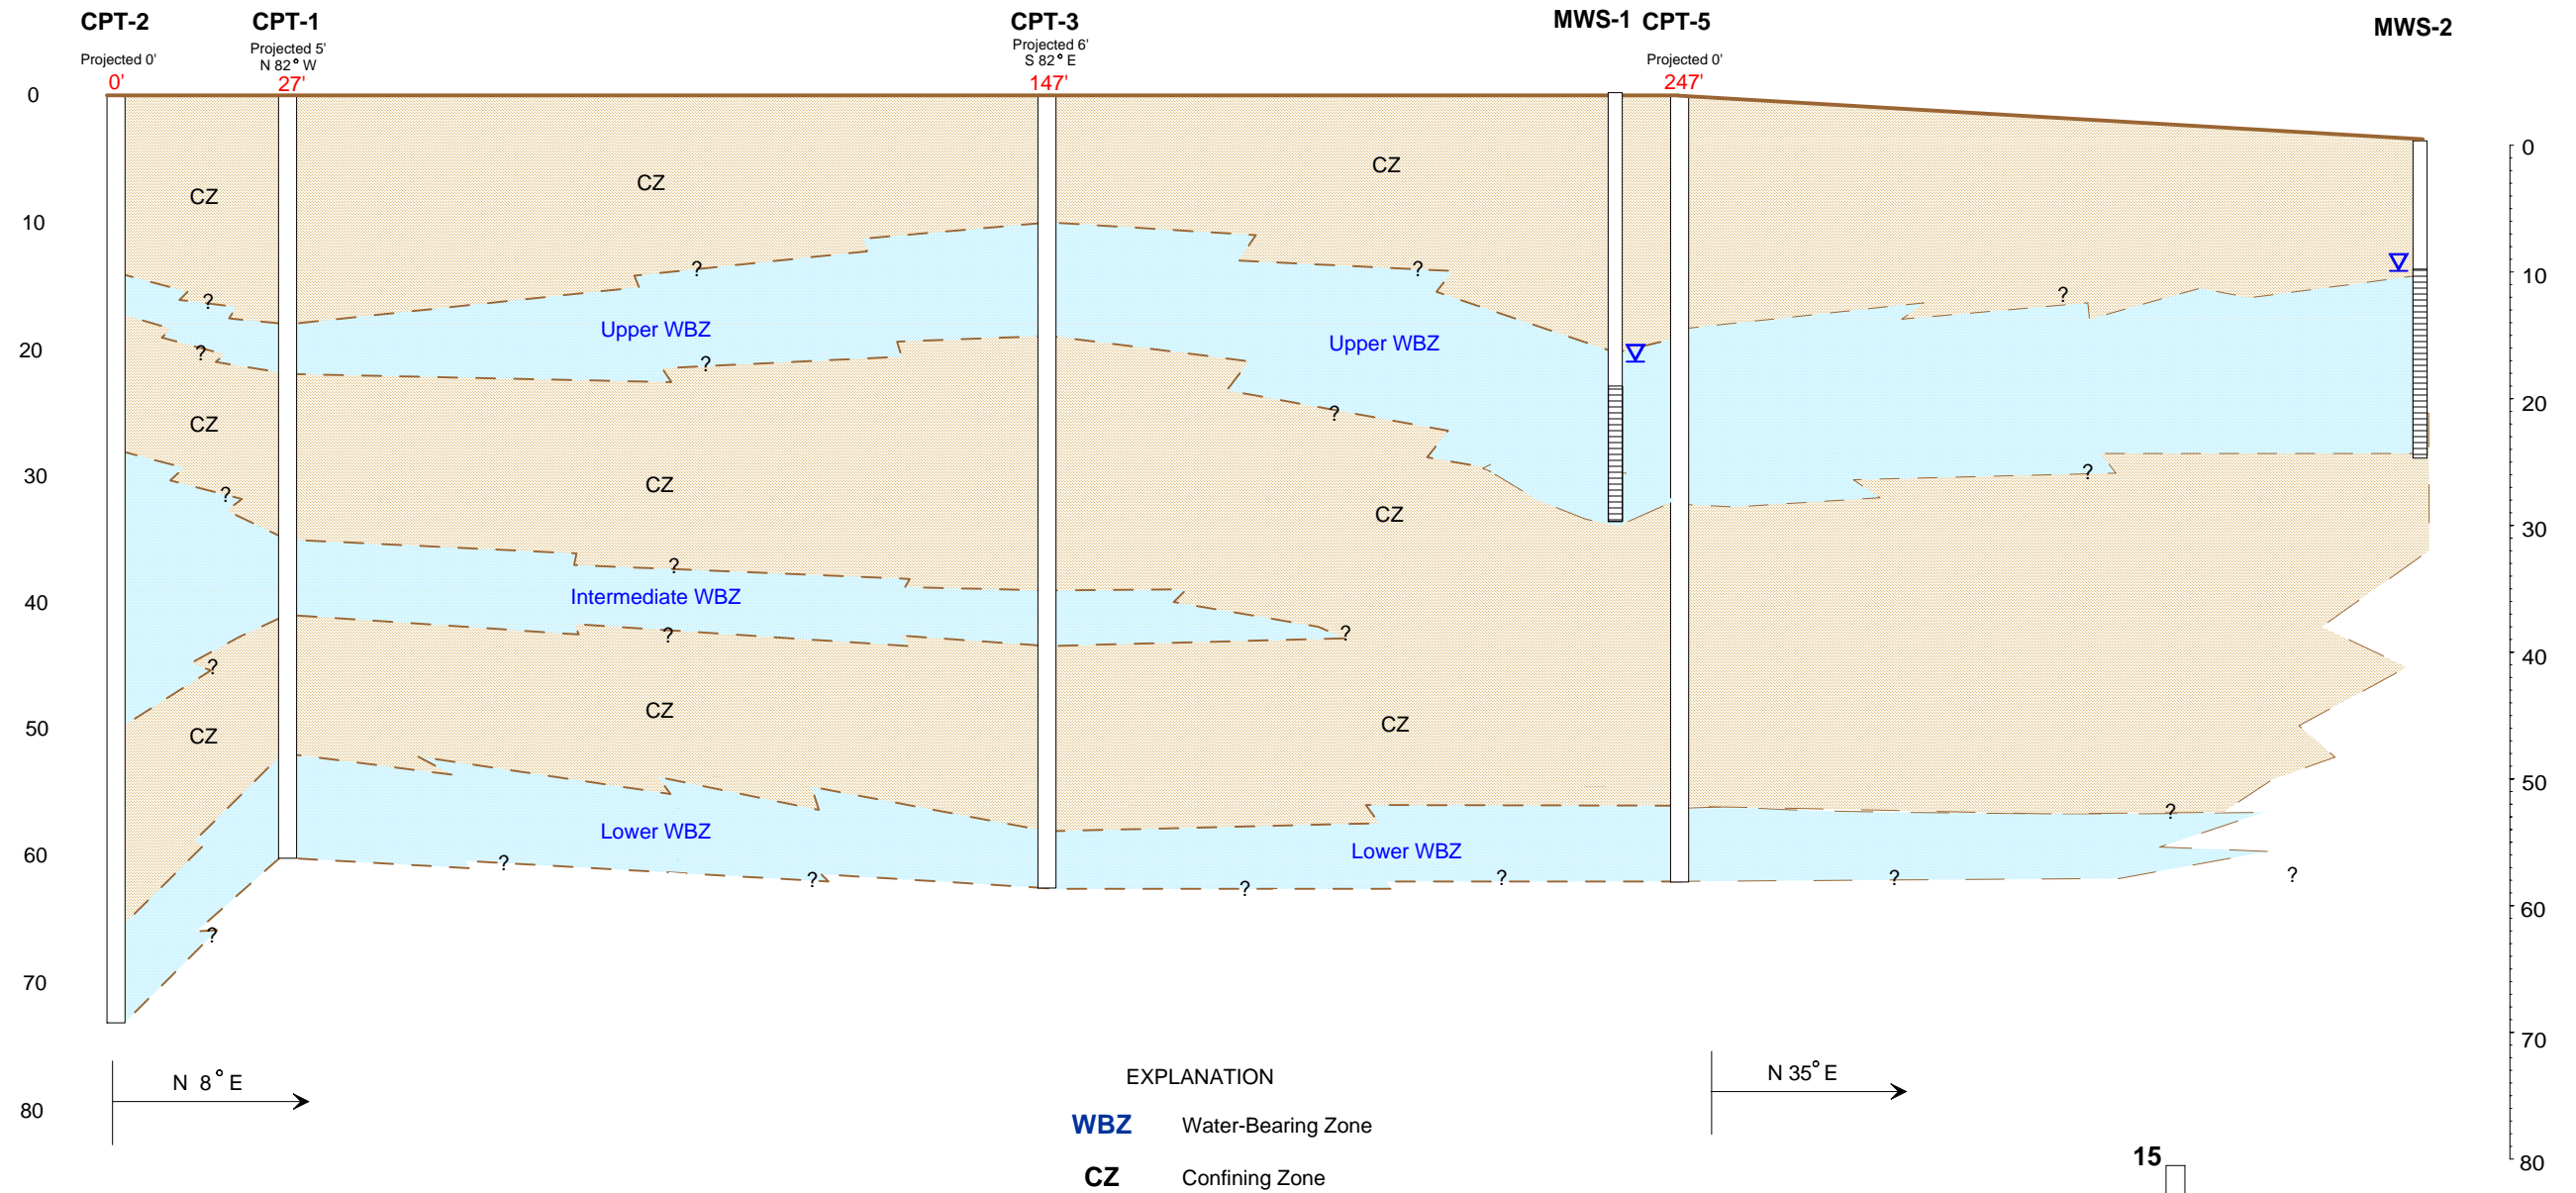 CPT-2 CPT-1 CPT-3 MWS-1 CPT-5 MWS-2
Projected 0' Projected 5' Projected 6' Projected 0'
N 82° W S 82° E
0' 27' 147' 247'
0
0
CZ
CZ
CZ
10
?
?
?
?
10
Upper WBZ
Upper WBZ
20
?
?
?
20
CZ
CZ
CZ
30
?
?
30
?
Intermediate WBZ
40
?
?
?
40
CZ
CZ
CZ
50
50
?
Lower WBZ
Lower WBZ
60
?
?
?
?
?
?
60
?
70
70
N 8° E
N 35° E
80
80
EXPLANATION
WBZ Water-Bearing Zone
CZ Confining Zone
15